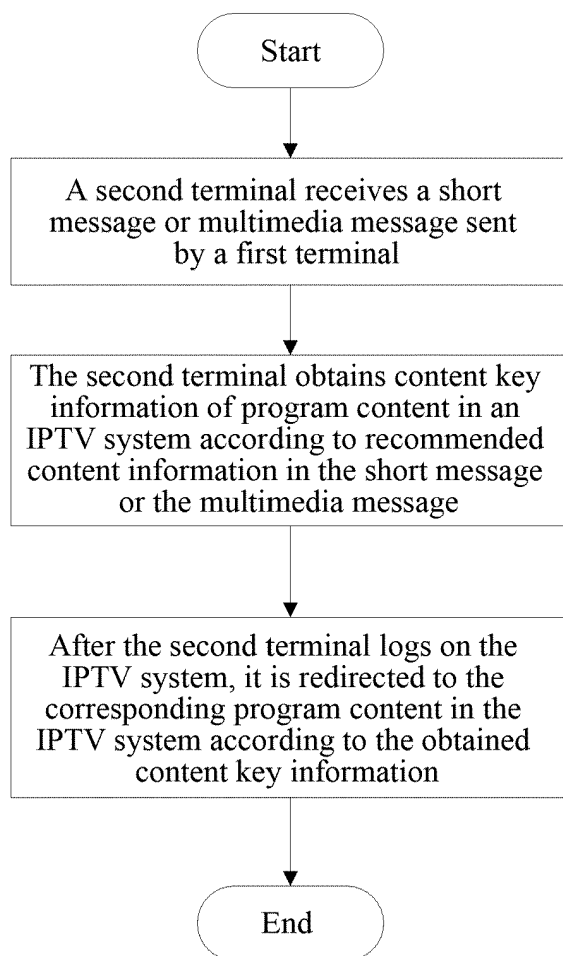 Start
A second terminal receives a short
message or multimedia message sent
by a first terminal
The second terminal obtains content key
information of program content in an
IPTV system according to recommended
content information in the short message
or the multimedia message
After the second terminal logs on the
IPTV system, it is redirected to the
corresponding program content in the
IPTV system according to the obtained
content key information
End